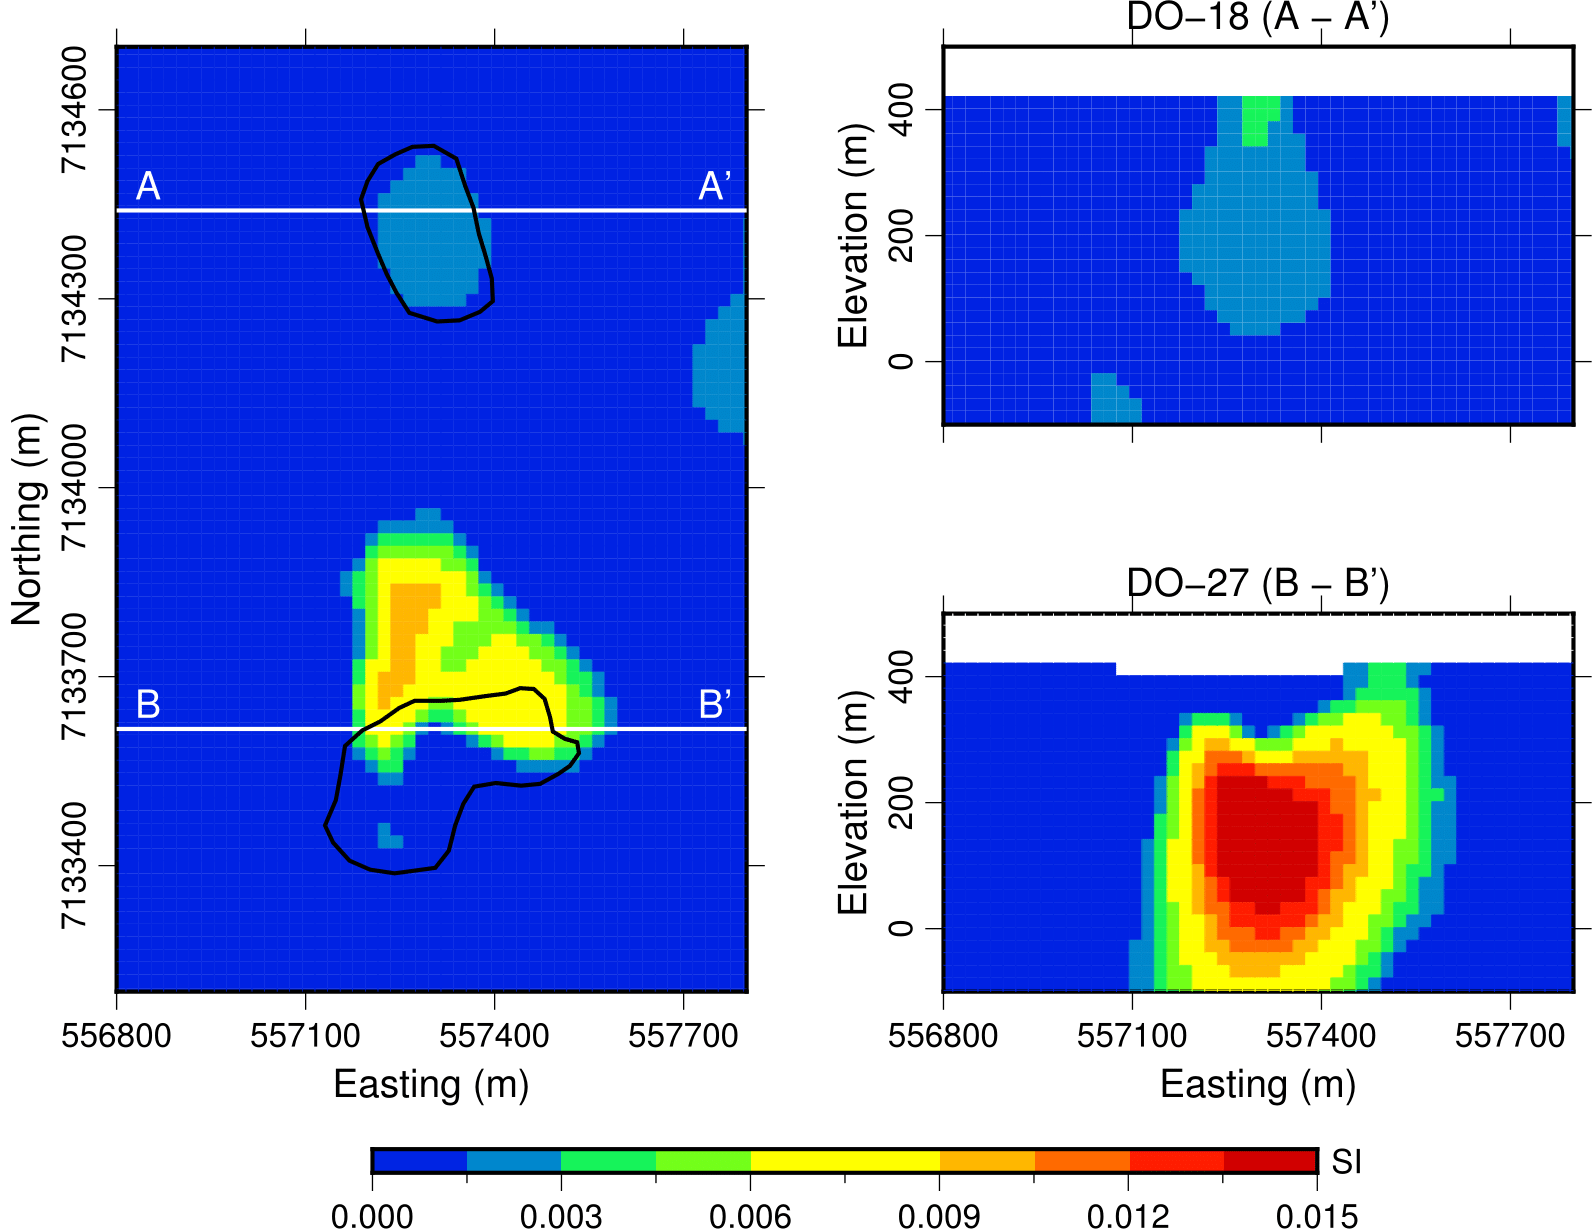 DO−18 (A − A’)
7134600
7134300
7134000
7133700
7133400
Northing (m)
A
A’
B
B’
400
200
0
Elevation (m)
DO−27 (B − B’)
400
200
0
Elevation (m)
556800 557100 557400 557700
Easting (m)
556800 557100 557400 557700
Easting (m)
SI
0.000 0.003 0.006 0.009 0.012 0.015